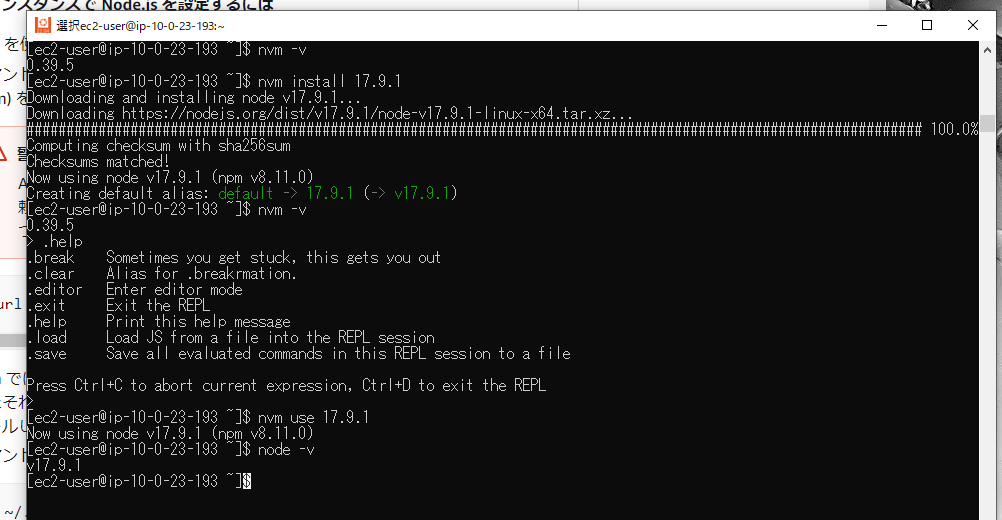 ンスタンスで Node.js を設定するには
選択ec2-user@ip-10-0-23-193:~
[ec2-user@ip-10-0-23-193 ~]$ nvm -v
0.39.5
[ec2-user@ip-10-0-23-193 ~]$ nvm install 17.9.1
Downloading and installing node v17.9.1...
Downloading https://nodejs.org/dist/v17.9.1/node-v17.9.1-linux-x64.tar.xz...
######################################################################################################################## 100.0%
Computing checksum with sha256sum
Checksums matched!
Now using node v17.9.1 (npm v8.11.0)
Creating default alias: default -> 17.9.1 (-> v17.9.1)
[ec2-user@ip-10-0-23-193 ~]$ nvm -v
0.39.5
> .help
.break Sometimes you get stuck, this gets you out
.clear Alias for .breakrmation.
.editor Enter editor mode
.exit Exit the REPL
.help Print this help message
.load Load JS from a file into the REPL session
.save Save all evaluated commands in this REPL session to a file
Press Ctrl+C to abort current expression, Ctrl+D to exit the REPL
>
[ec2-user@ip-10-0-23-193 ~]$ nvm use 17.9.1
Now using node v17.9.1 (npm v8.11.0)
[ec2-user@ip-10-0-23-193 ~]$ node -v
v17.9.1
[ec2-user@ip-10-0-23-193 ~]$